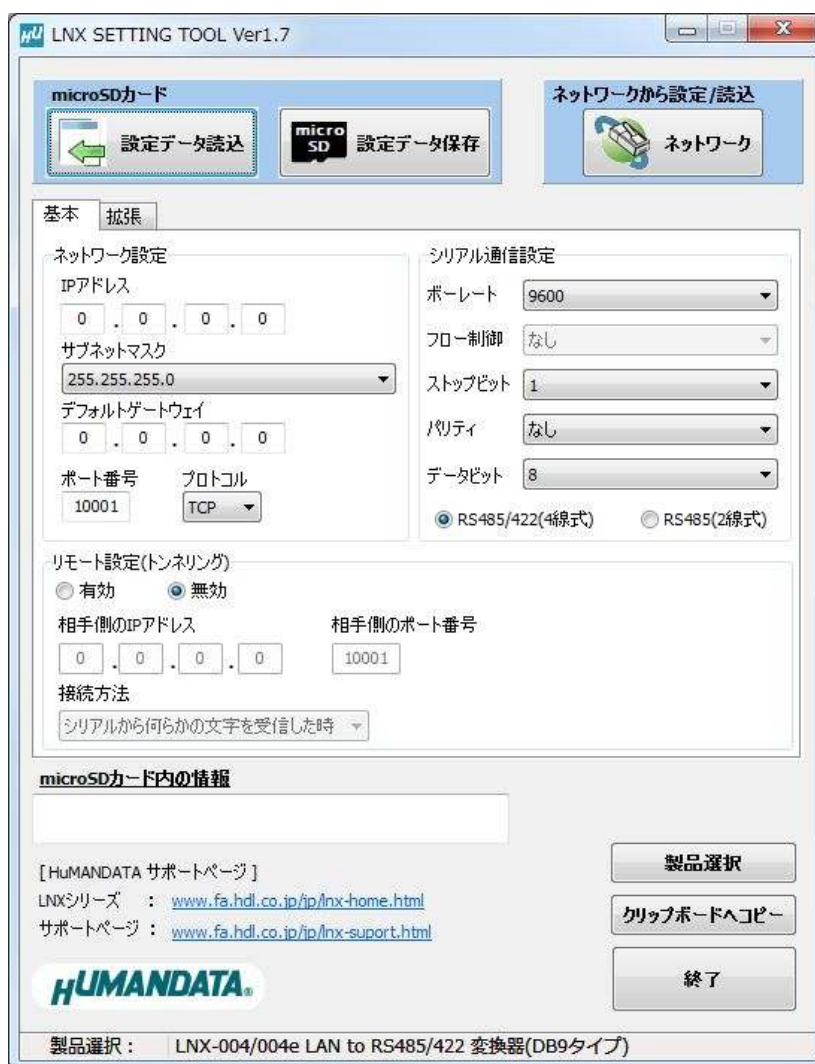 HU LNX SETTING TOOL Ver1.7
microSDカード
設定データ読込
micro SD 設定データ保存
ネットワークから設定/読込
ネットワーク
基本 拡張
ネットワーク設定
IPアドレス
0 . 0 . 0 . 0
サブネットマスク
255.255.255.0
デフォルトゲートウェイ
0 . 0 . 0 . 0
ポート番号 プロトコル
10001 TCP
シリアル通信設定
ボーレート 9600
フロー制御 なし
ストップビット 1
パリティ なし
データビット 8
RS485/422(4線式) RS485(2線式)
リモート設定(トンネリング)
有効 無効
相手側のIPアドレス 相手側のポート番号
0 . 0 . 0 . 0 10001
接続方法
シリアルから何らかの文字を受信した時
microSDカード内の情報
[ HuMANDATA サポートページ ]
LNXシリーズ : www.fa.hdl.co.jp/jp/lnx-home.html
サポートページ : www.fa.hdl.co.jp/jp/lnx-suport.html
HUMANDATA®
製品選択
クリップボードへコピー
終了
製品選択: LNX-004/004e LAN to RS485/422 変換器(DB9タイプ)